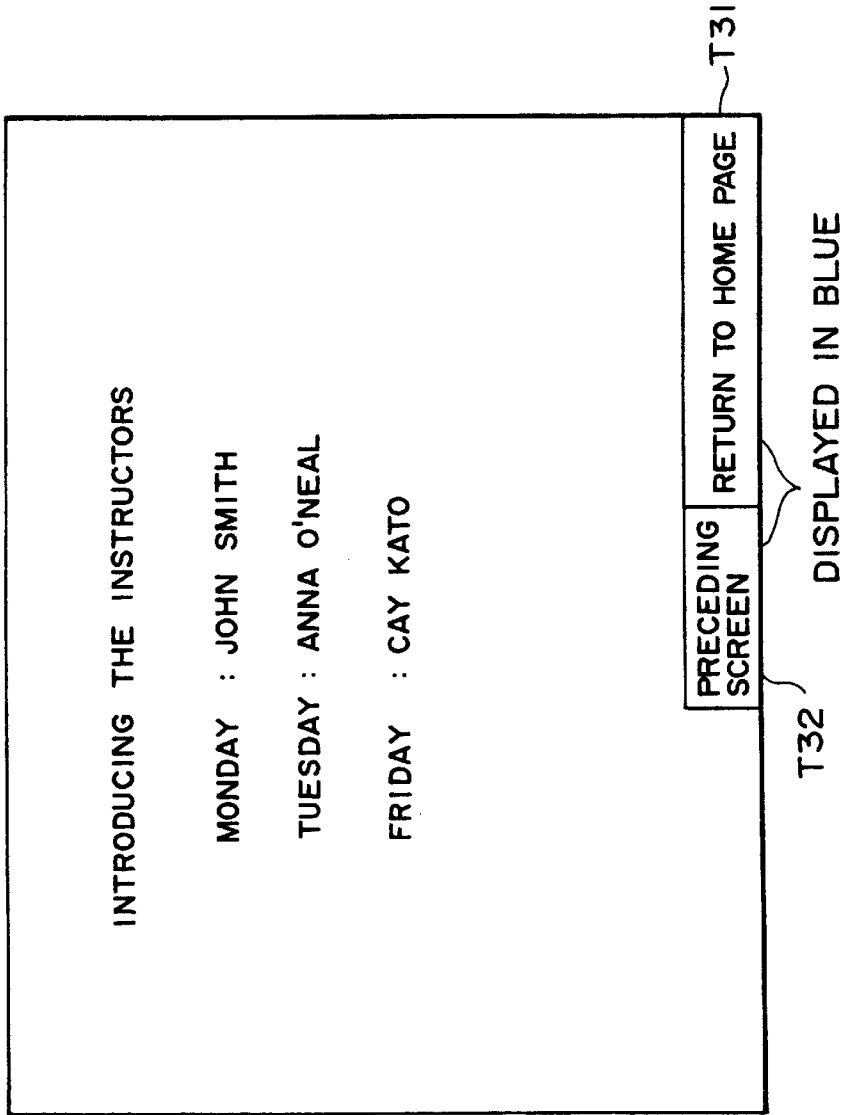 INTRODUCING THE INSTRUCTORS
MONDAY : JOHN SMITH
TUESDAY : ANNA O'NEAL
FRIDAY : CAY KATO
PRECEDING
SCREEN
RETURN TO HOME PAGE
T31
T32
DISPLAYED IN BLUE